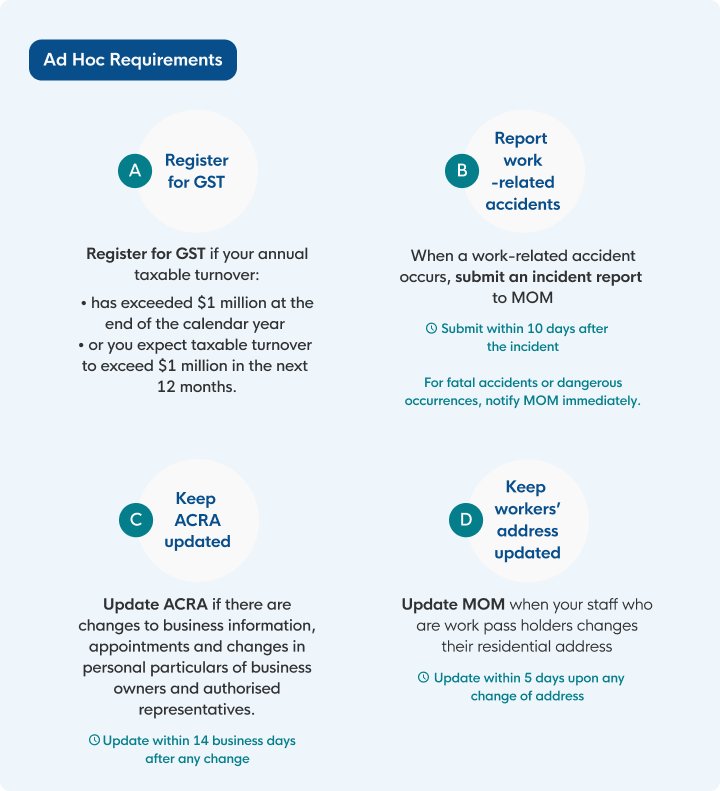 Ad Hoc Requirements
A
Register
for GST
Register for GST if your annual
taxable turnover:
• has exceeded $1 million at the
end of the calendar year
• or you expect taxable turnover
to exceed $1 million in the next
12 months.
B
Report
work
-related
accidents
When a work-related accident
occurs, submit an incident report
to MOM
Submit within 10 days after
the incident
For fatal accidents or dangerous
occurrences, notify MOM immediately.
C
Keep
ACRA
updated
Update ACRA if there are
changes to business information,
appointments and changes in
personal particulars of business
owners and authorised
representatives.
Update within 14 business days
after any change
D
Keep
workers’
address
updated
Update MOM when your staff who
are work pass holders changes
their residential address
Update within 5 days upon any
change of address